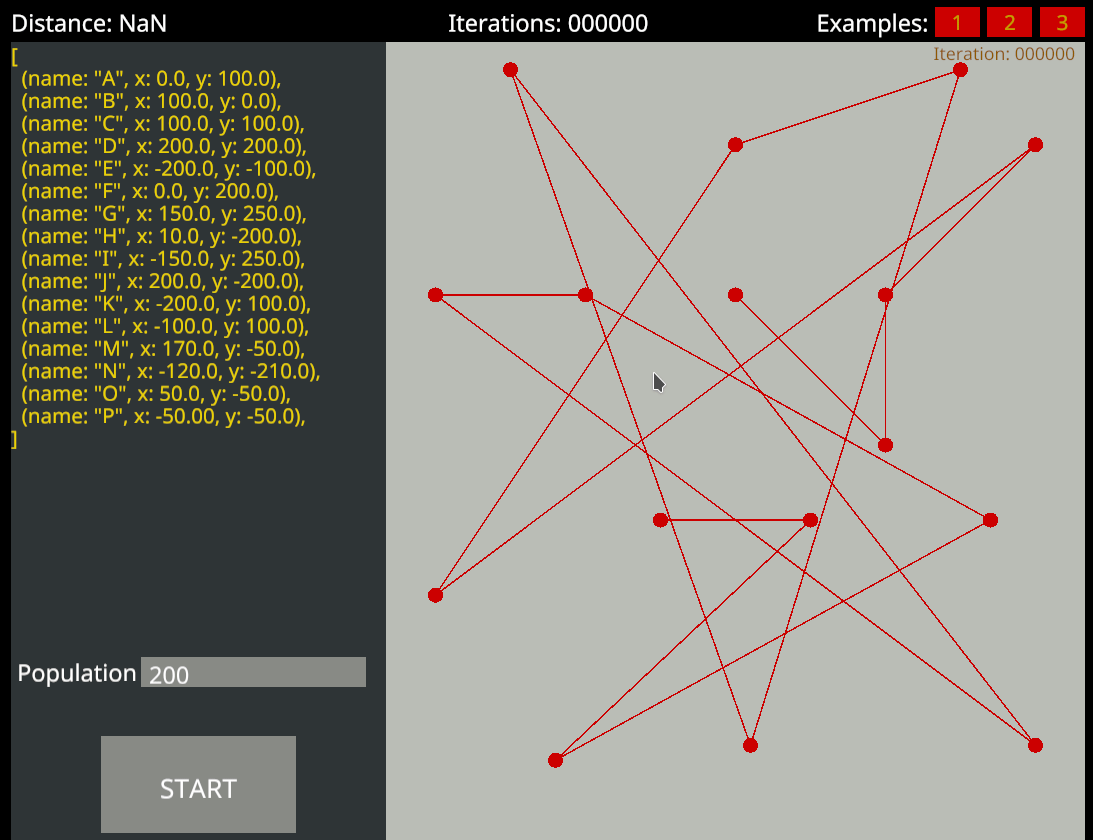 Distance: NaN
Iterations: 000000
Examples: 1 2 3
Iteration: 000000
[
(name: "A", x: 0.0, y: 100.0),
(name: "B", x: 100.0, y: 0.0),
(name: "C", x: 100.0, y: 100.0),
(name: "D", x: 200.0, y: 200.0),
(name: "E", x: -200.0, y: -100.0),
(name: "F", x: 0.0, y: 200.0),
(name: "G", x: 150.0, y: 250.0),
(name: "H", x: 10.0, y: -200.0),
(name: "I", x: -150.0, y: 250.0),
(name: "J", x: 200.0, y: -200.0),
(name: "K", x: -200.0, y: 100.0),
(name: "L", x: -100.0, y: 100.0),
(name: "M", x: 170.0, y: -50.0),
(name: "N", x: -120.0, y: -210.0),
(name: "O", x: 50.0, y: -50.0),
(name: "P", x: -50.00, y: -50.0),
]
Population 200
START